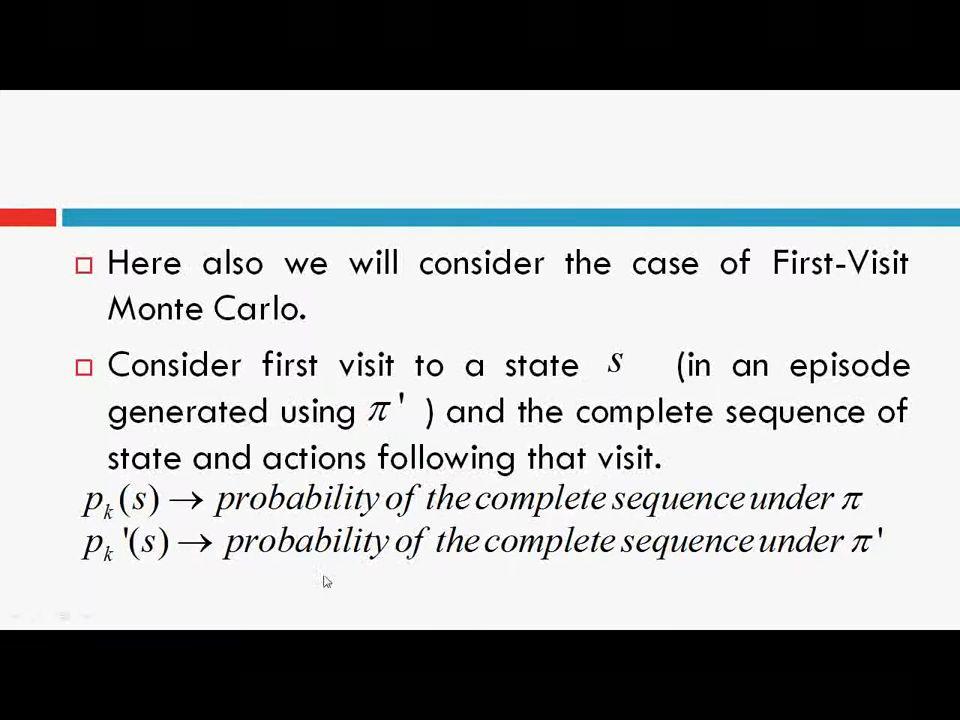 Here also we will consider the case of First-Visit
Monte Carlo.
Consider first visit to a state s (in an episode
generated using π' ) and the complete sequence of
state and actions following that visit.
pₖ(s) → probability of the complete sequence under π
pₖ'(s) → probability of the complete sequence under π'